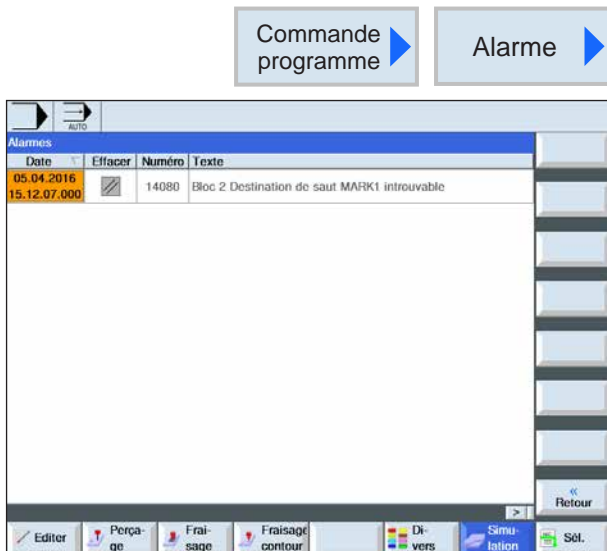 Commande
programme
Alarme
AUTO
Alarmes
Date Effacer Numéro Texte
05.04.2016
15.12.07.000
14080 Bloc 2 Destination de saut MARK1 introuvable
«
Retour
>
Editer
Perça-
ge
Frai-
sage
Fraisage
contour
Di-
vers
Simu-
lation
Sél.